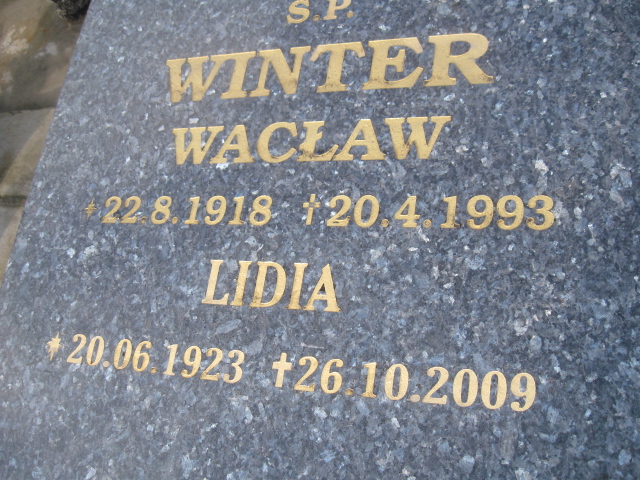 S.P.
WINTER
WACŁAW
*22.8.1918 †20.4.1993
LIDIA
*20.06.1923 †26.10.2009